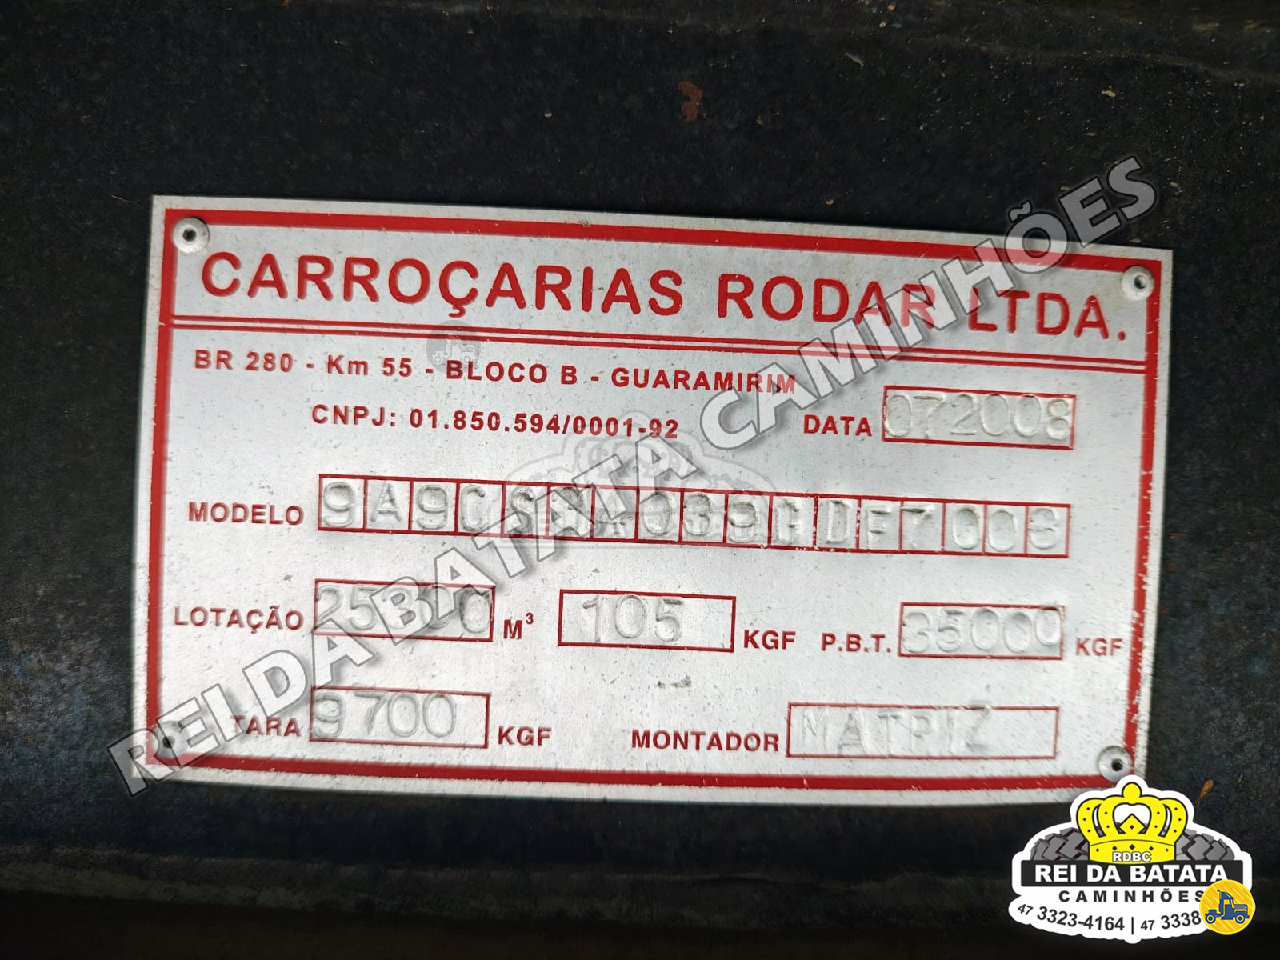 CARROÇARIAS RODAR LTDA.
BR 280 - Km 55 - BLOCO B - GUARAMIRIM
CNPJ: 01.850.594/0001-92
DATA 072008
MODELO
LOTAÇÃO M³ 105 KGF P.B.T. 35000 KGF
TARA 9700 KGF MONTADOR MATRIZ
REI DA BATATA CAMINHÕES
RDBC
REI DA BATATA
CAMINHÕES
47 3323-4164 | 47 3338